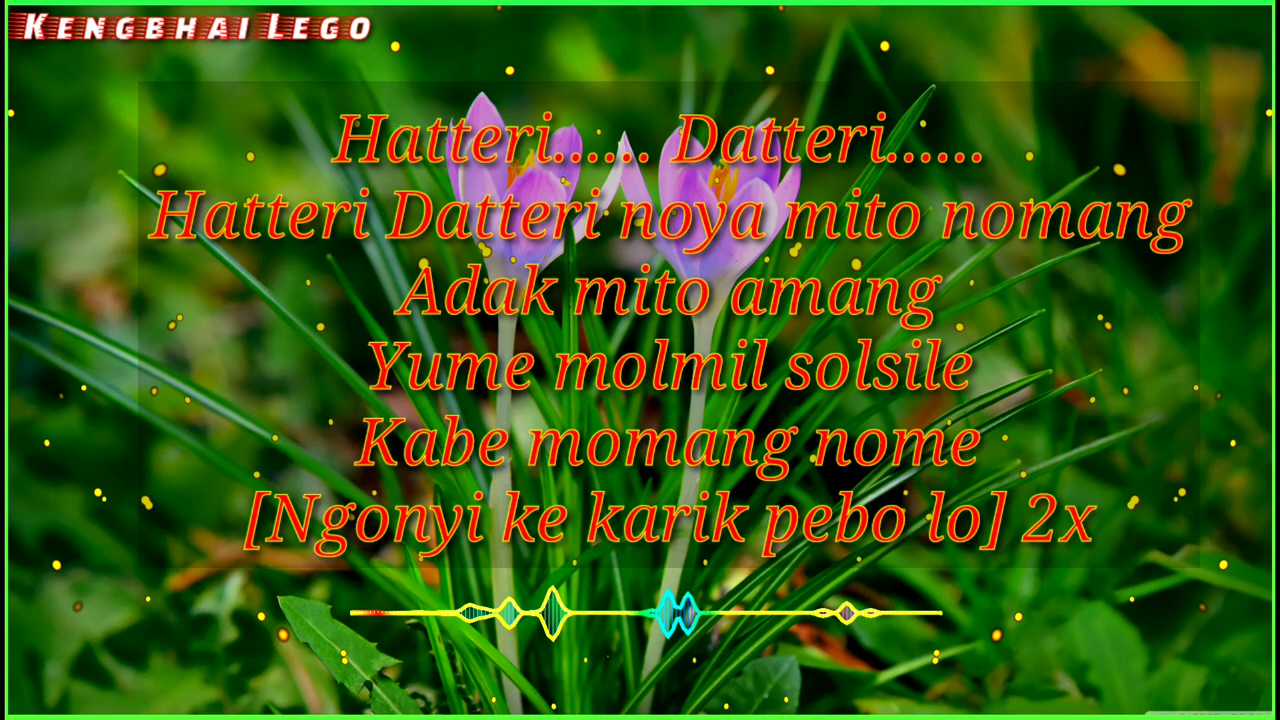 KENGBHAI LEGO
Hatteri...... Datteri......
Hatteri Datteri noya mito nomang
Adak mito amang
Yume molmil solsile
Kabe momang nome
[Ngonyi ke karik pebo lo] 2x